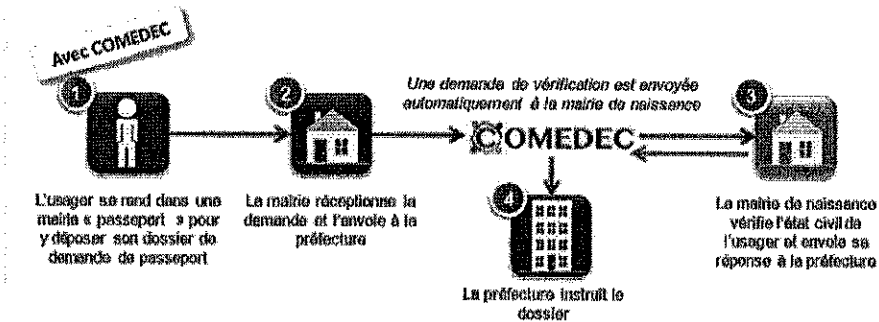 Avec COMEDEC
1
2
Une demande de vérification est envoyée
automatiquement à la mairie de naissance
3
COMEDEC
L'usager se rend dans une
mairie « passeport » pour
y déposer son dossier de
demande de passeport
La mairie réceptionne la
demande et l'envoie à la
préfecture
4
La mairie de naissance
vérifie l'état civil de
l'usager et envoie sa
réponse à la préfecture
La préfecture instruit le
dossier